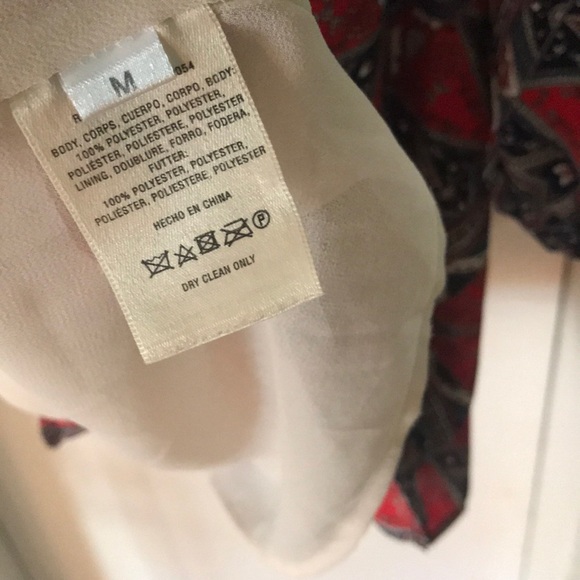 M
R 054
BODY, CORPS, CUERPO, CORPO, BODY:
100% POLYESTER, POLYESTER,
POLIÉSTER, POLIESTERE, POLYESTER
LINING, DOUBLURE, FORRO, FODERA,
FUTTER:
100% POLYESTER, POLYESTER,
POLIÉSTER, POLIESTERE, POLYESTER
HECHO EN CHINA
P
DRY CLEAN ONLY